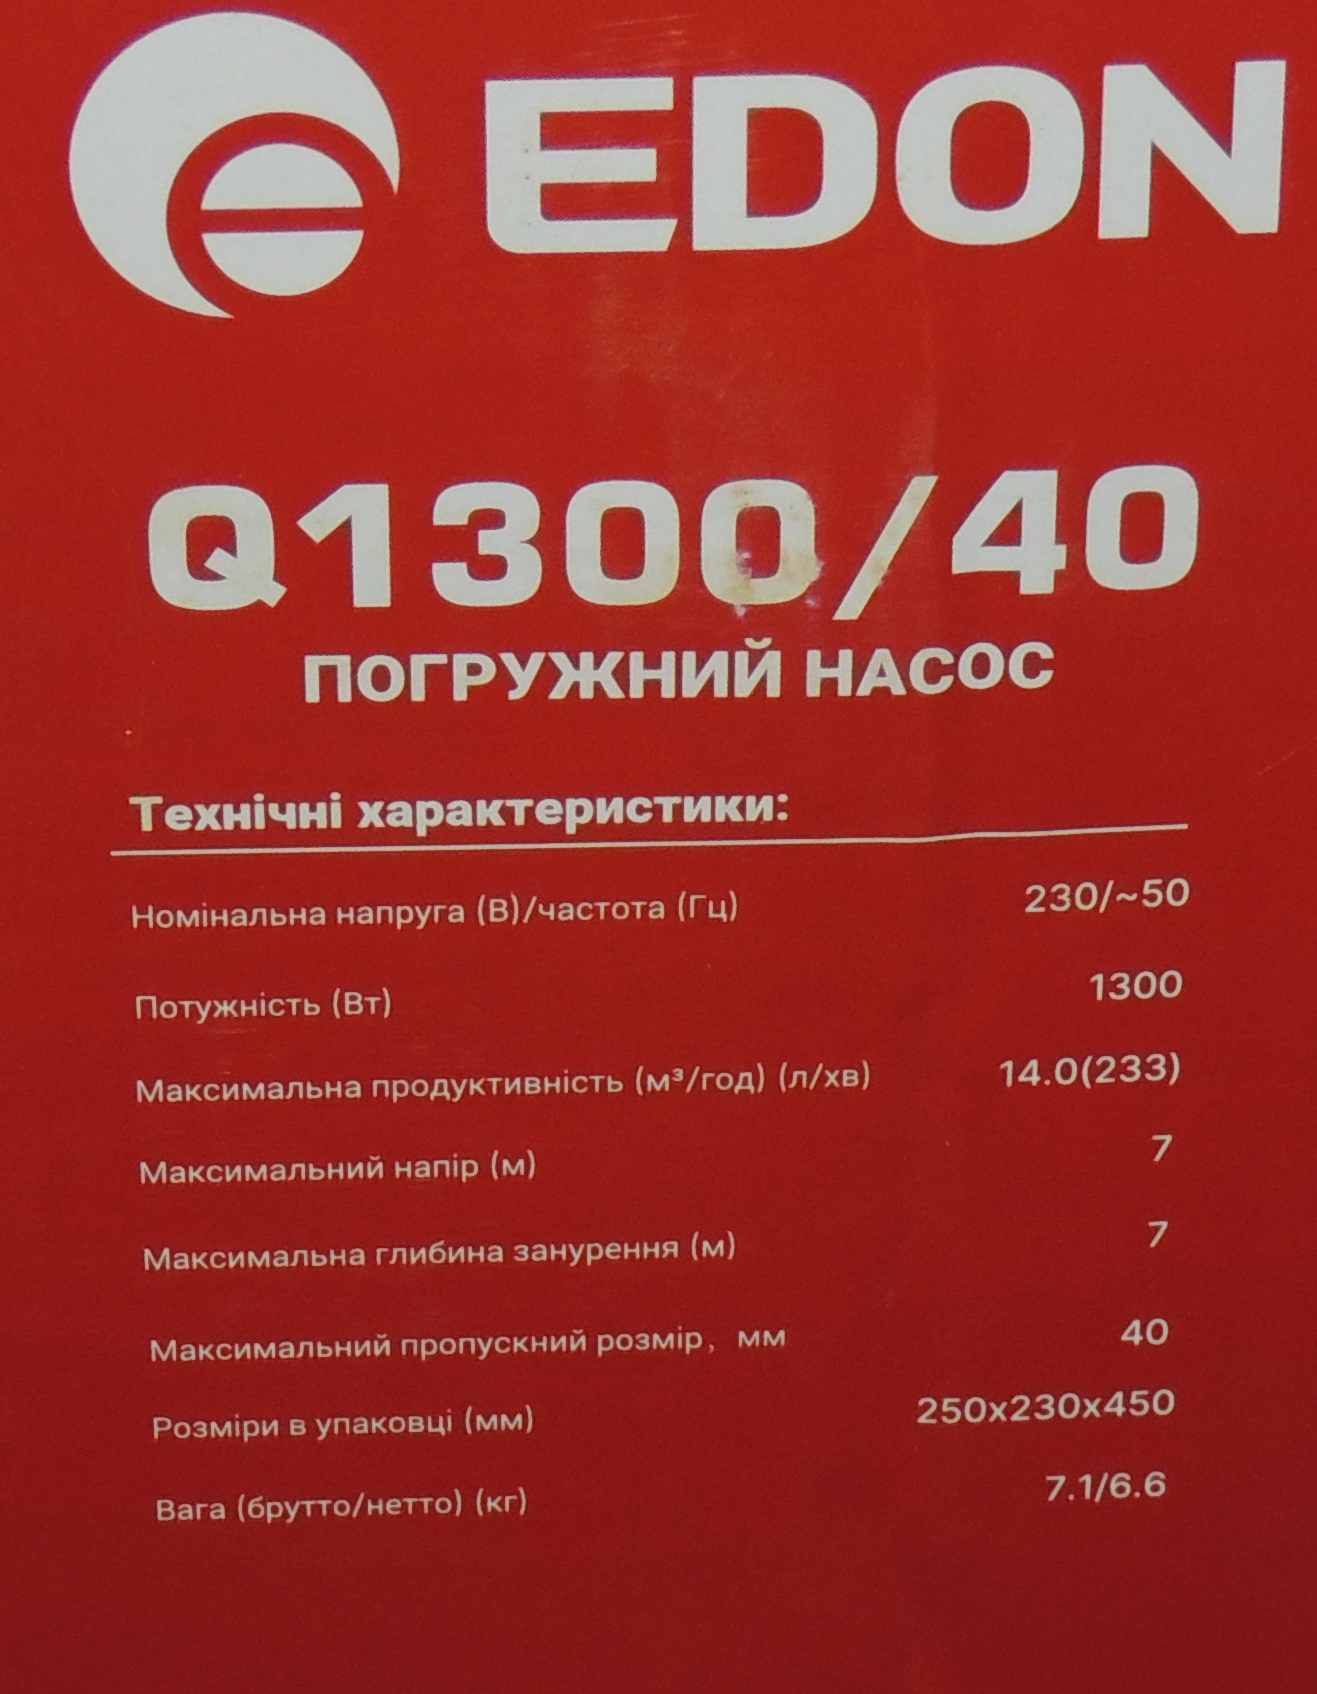 EDON
Q1300/40
ПОГРУЖНИЙ НАСОС
Технічні характеристики:
Номінальна напруга (В)/частота (Гц) 230/~50
Потужність (Вт) 1300
Максимальна продуктивність (м³/год) (л/хв) 14.0(233)
Максимальний напір (м) 7
Максимальна глибина занурення (м) 7
Максимальний пропускний розмір, мм 40
Розміри в упаковці (мм) 250x230x450
Вага (брутто/нетто) (кг) 7.1/6.6